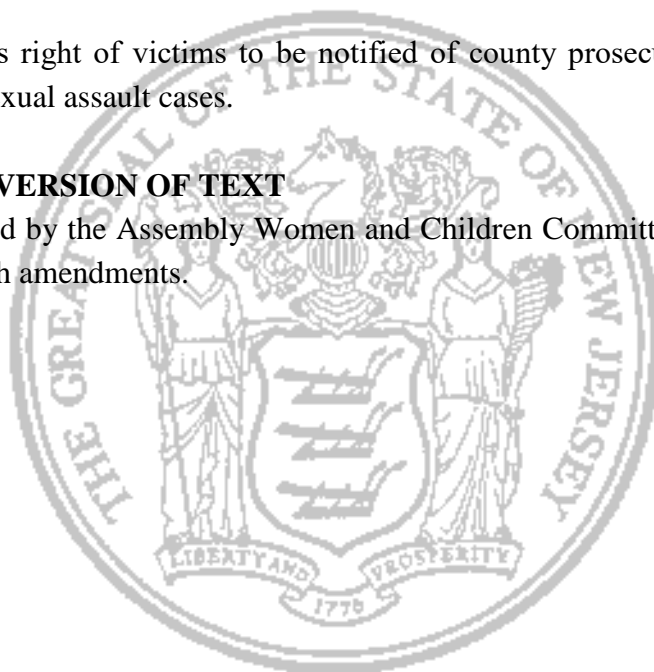 s right of victims to be notified of county prosecu
xual assault cases.
VERSION OF TEXT
d by the Assembly Women and Children Committ
h amendments.
THE GREAT SEAL OF THE STATE OF NEW JERSEY
LIBERTY AND PROSPERITY
1776